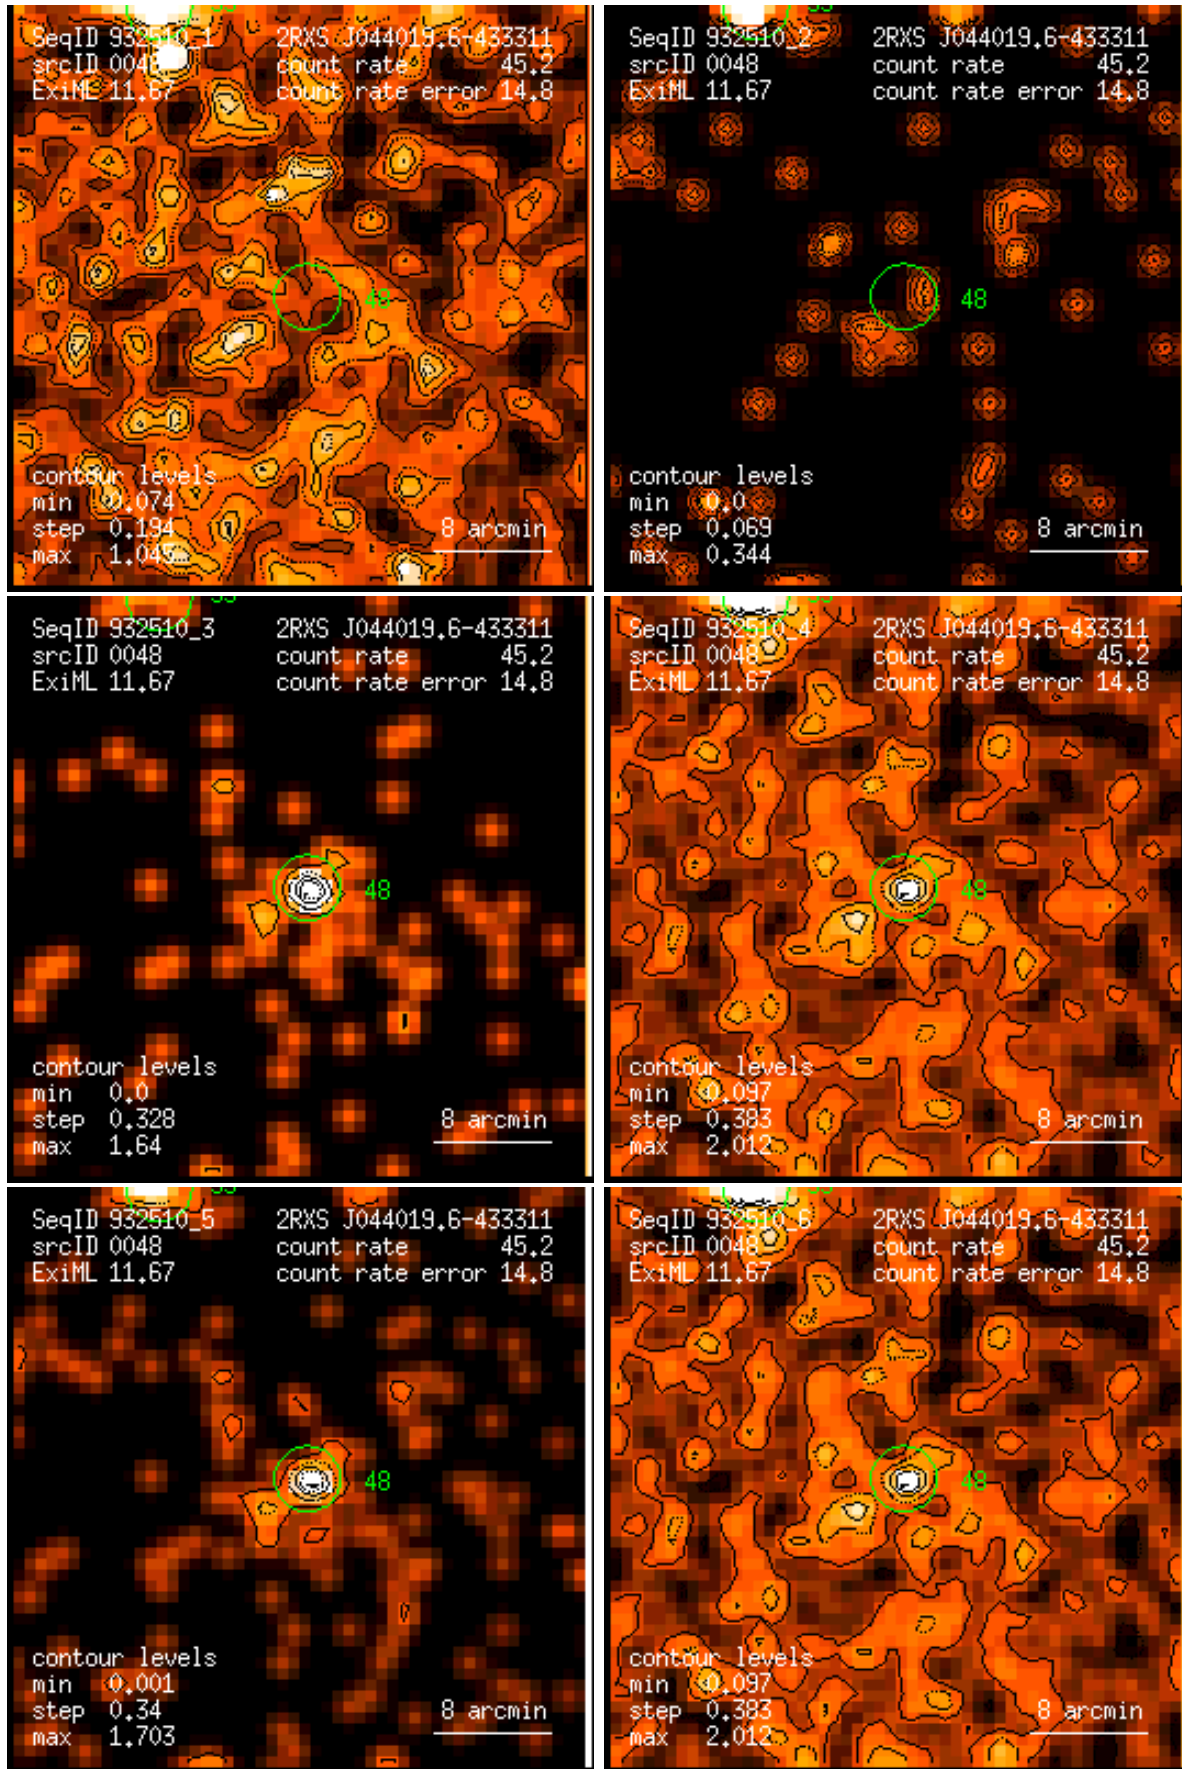 53
SeqID 932510_1 2RXS J044019.6-433311
srcID 0048 count rate 45.2
ExiML 11.67 count rate error 14.8
48
contour levels
min 0.074
step 0.194
max 1.045
8 arcmin
53
SeqID 932510_2 2RXS J044019.6-433311
srcID 0048 count rate 45.2
ExiML 11.67 count rate error 14.8
48
contour levels
min 0.0
step 0.069
max 0.344
8 arcmin
SeqID 932510_3 2RXS J044019.6-433311
srcID 0048 count rate 45.2
ExiML 11.67 count rate error 14.8
48
contour levels
min 0.0
step 0.328
max 1.64
8 arcmin
SeqID 932510_4 2RXS J044019.6-433311
srcID 0048 count rate 45.2
ExiML 11.67 count rate error 14.8
48
contour levels
min 0.097
step 0.383
max 2.012
8 arcmin
SeqID 932510_5 2RXS J044019.6-433311
srcID 0048 count rate 45.2
ExiML 11.67 count rate error 14.8
48
contour levels
min 0.001
step 0.34
max 1.703
8 arcmin
SeqID 932510_6 2RXS J044019.6-433311
srcID 0048 count rate 45.2
ExiML 11.67 count rate error 14.8
48
contour levels
min 0.097
step 0.383
max 2.012
8 arcmin